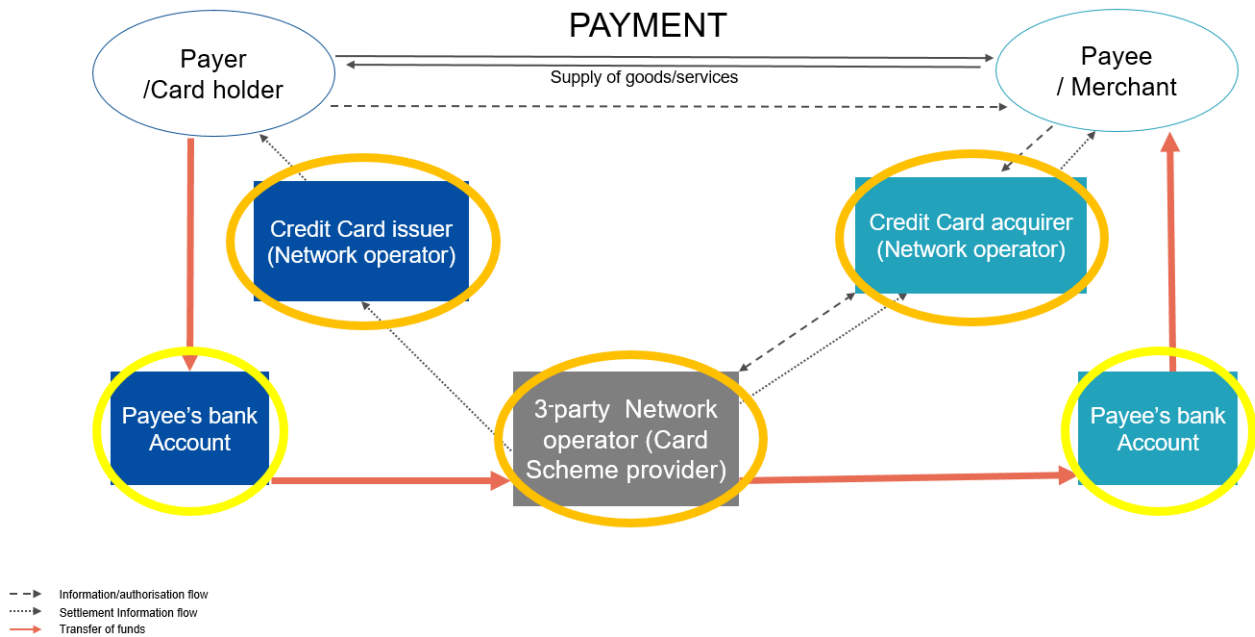 PAYMENT
Payer
/Card holder
Supply of goods/services
Payee
/ Merchant
Credit Card issuer
(Network operator)
Credit Card acquirer
(Network operator)
Payee's bank
Account
3-party Network
operator (Card
Scheme provider)
Payee's bank
Account
Information/authorisation flow
Settlement Information flow
Transfer of funds